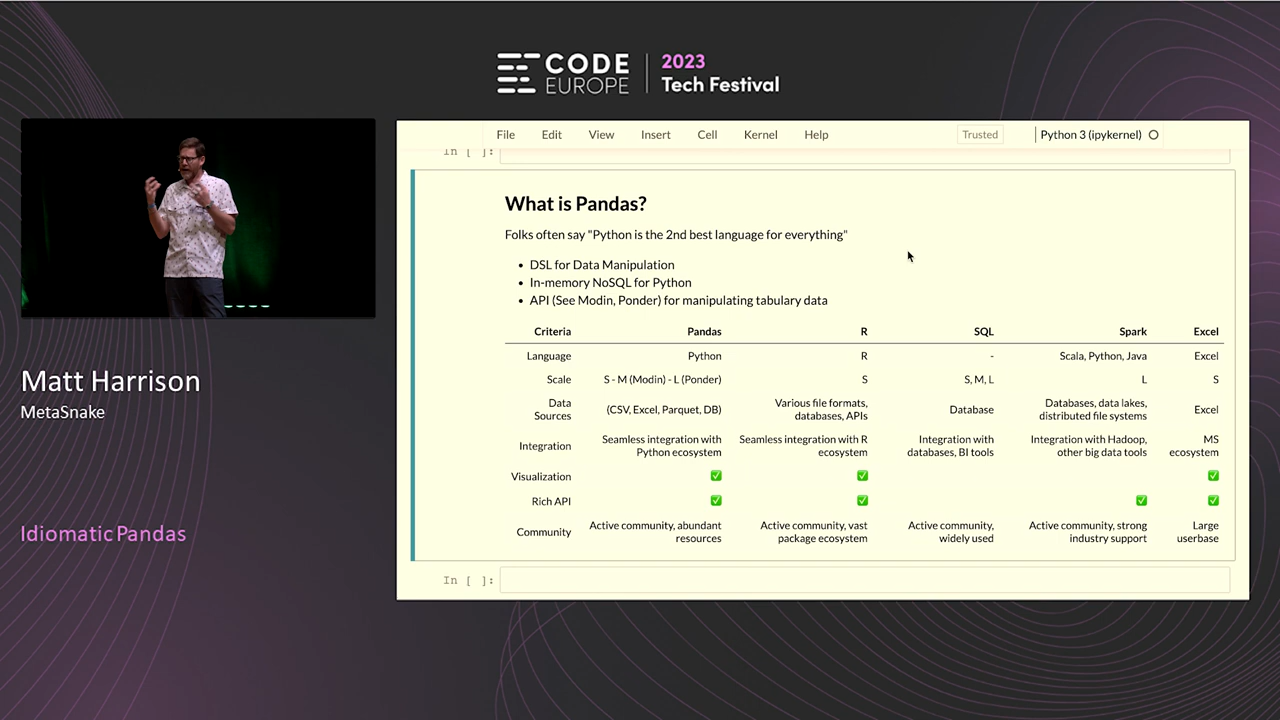 CODE EUROPE | 2023 Tech Festival
File Edit View Insert Cell Kernel Help Trusted Python 3 (ipykernel)
In [ ]:
What is Pandas?
Folks often say "Python is the 2nd best language for everything"
• DSL for Data Manipulation
• In-memory NoSQL for Python
• API (See Modin, Ponder) for manipulating tabulary data
Criteria Pandas R SQL Spark Excel
Language Python R - Scala, Python, Java Excel
Scale S - M (Modin) - L (Ponder) S S, M, L L S
Data Sources (CSV, Excel, Parquet, DB) Various file formats, databases, APIs Database Databases, data lakes, distributed file systems Excel
Integration Seamless integration with Python ecosystem Seamless integration with R ecosystem Integration with databases, BI tools Integration with Hadoop, other big data tools MS ecosystem
Visualization ✅ ✅ ✅
Rich API ✅ ✅ ✅ ✅
Community Active community, abundant resources Active community, vast package ecosystem Active community, widely used Active community, strong industry support Large userbase
In [ ]:
Matt Harrison
MetaSnake
Idiomatic Pandas